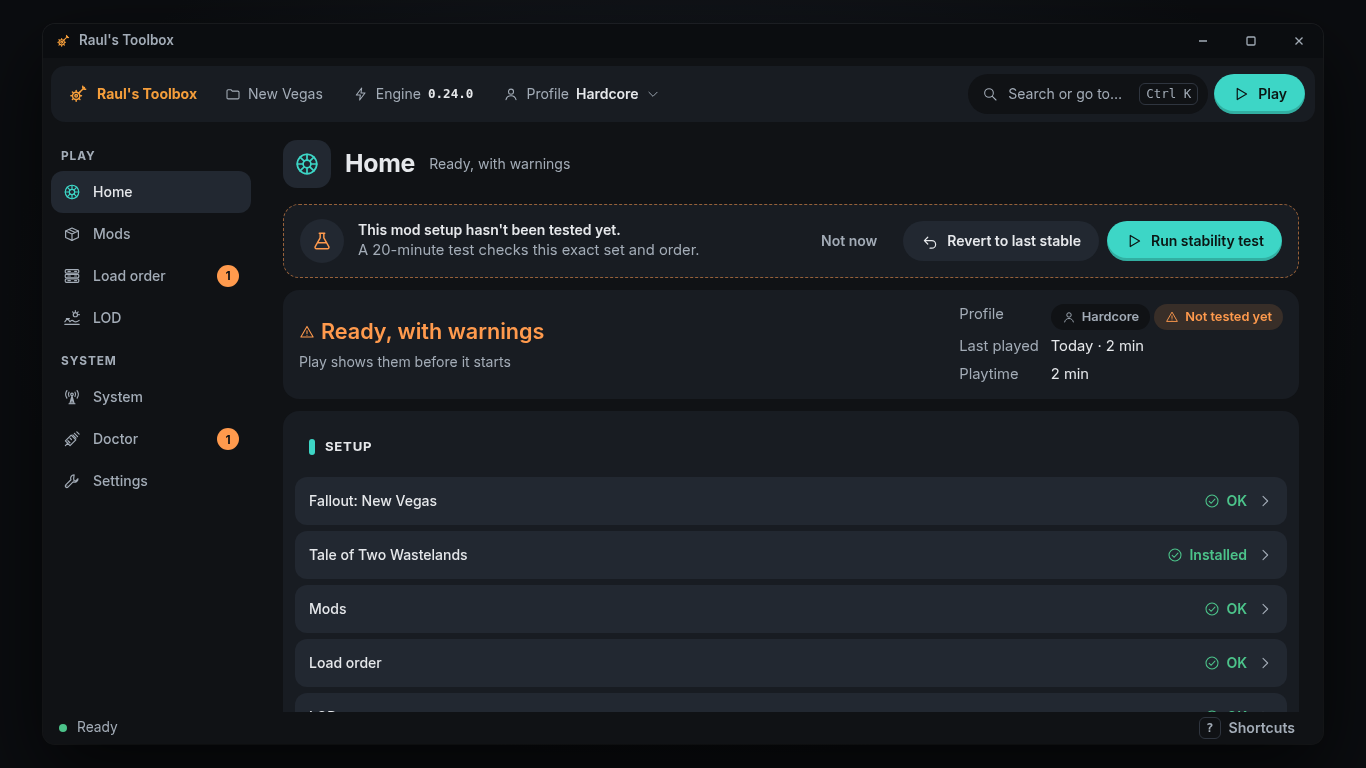 Raul's Toolbox
Raul's Toolbox
New Vegas
Engine 0.24.0
Profile Hardcore
Search or go to...
Ctrl K
Play
PLAY
Home
Mods
Load order
1
LOD
SYSTEM
System
Doctor
1
Settings
Home
Ready, with warnings
This mod setup hasn't been tested yet.
A 20-minute test checks this exact set and order.
Not now
Revert to last stable
Run stability test
Ready, with warnings
Play shows them before it starts
Profile
Hardcore
Not tested yet
Last played
Today · 2 min
Playtime
2 min
SETUP
Fallout: New Vegas
OK
Tale of Two Wastelands
Installed
Mods
OK
Load order
OK
Ready
? Shortcuts